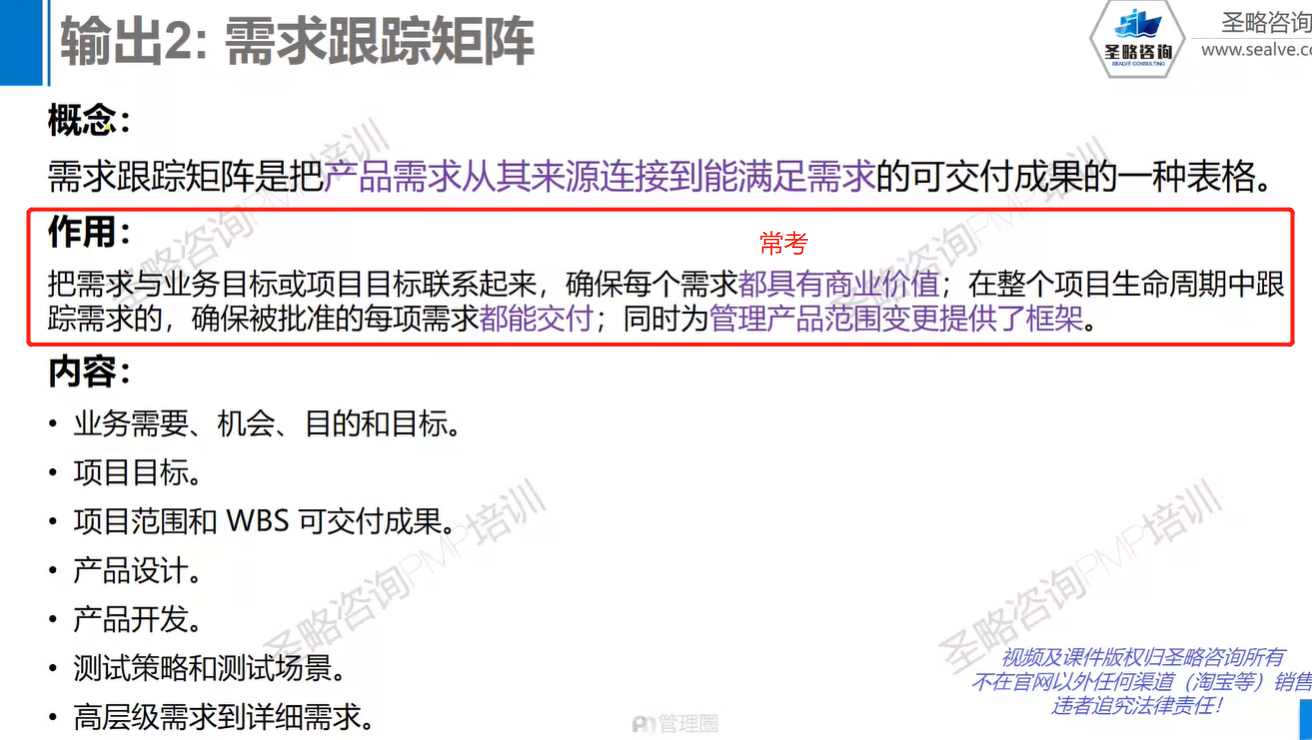 输出2: 需求跟踪矩阵
圣略咨询
SEALVE CONSULTING
圣略咨询
www.sealve.co
概念：
需求跟踪矩阵是把产品需求从其来源连接到能满足需求的可交付成果的一种表格。
作用：
常考
把需求与业务目标或项目目标联系起来，确保每个需求都具有商业价值；在整个项目生命周期中跟
踪需求的，确保被批准的每项需求都能交付；同时为管理产品范围变更提供了框架。
内容：
• 业务需要、机会、目的和目标。
• 项目目标。
• 项目范围和 WBS 可交付成果。
• 产品设计。
• 产品开发。
• 测试策略和测试场景。
• 高层级需求到详细需求。
圣略咨询PMP培训
圣略咨询PMP培训
圣略咨询PMP培训
圣略咨询PMP培训
视频及课件版权归圣略咨询所有
不在官网以外任何渠道（淘宝等）销售
违者追究法律责任！
管理圈